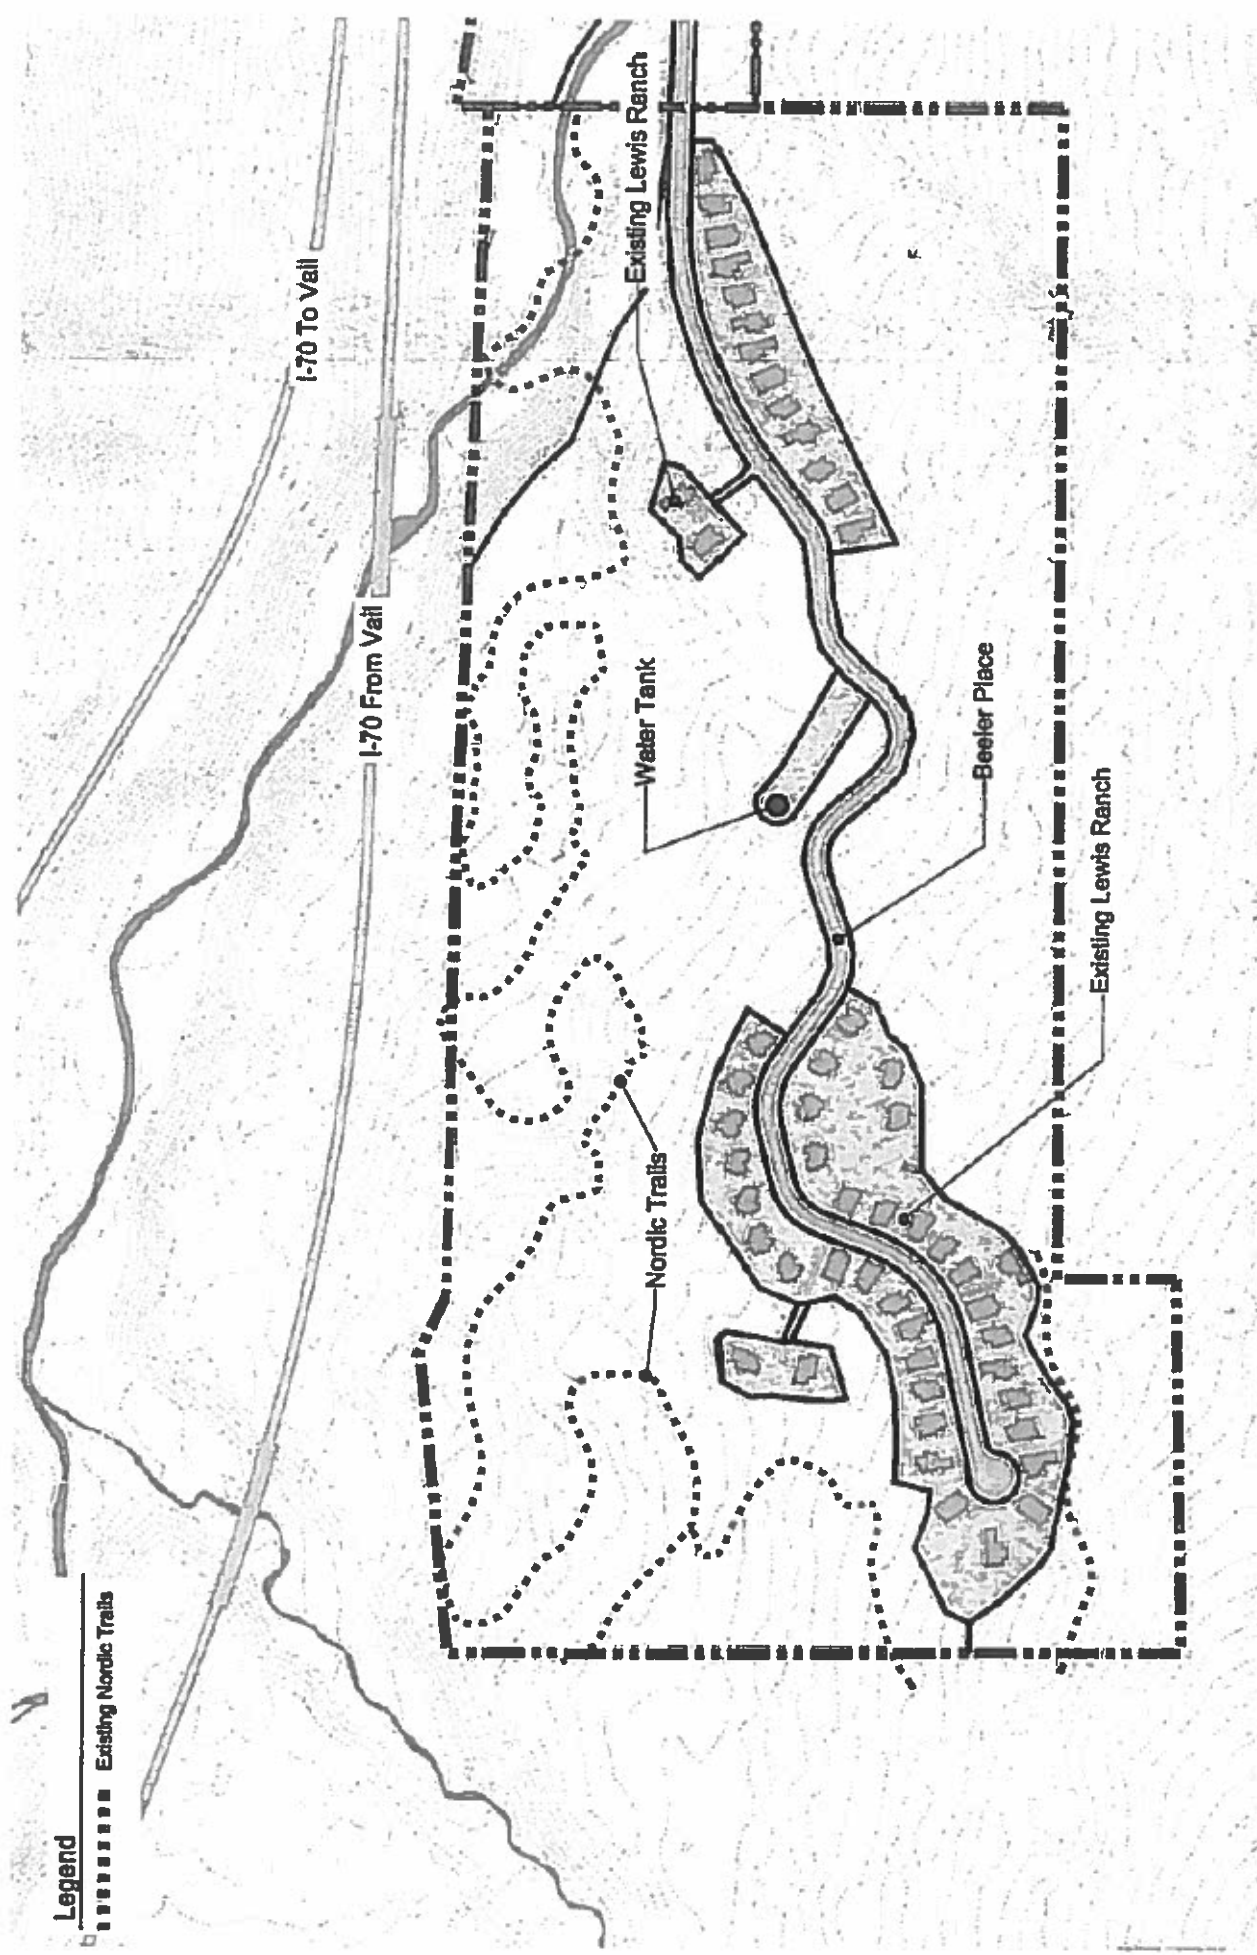 I-70 To Vail
I-70 From Vail
Existing Lewis Ranch
Water Tank
Beeler Place
Existing Lewis Ranch
Nordic Trails
Legend
Existing Nordic Trails